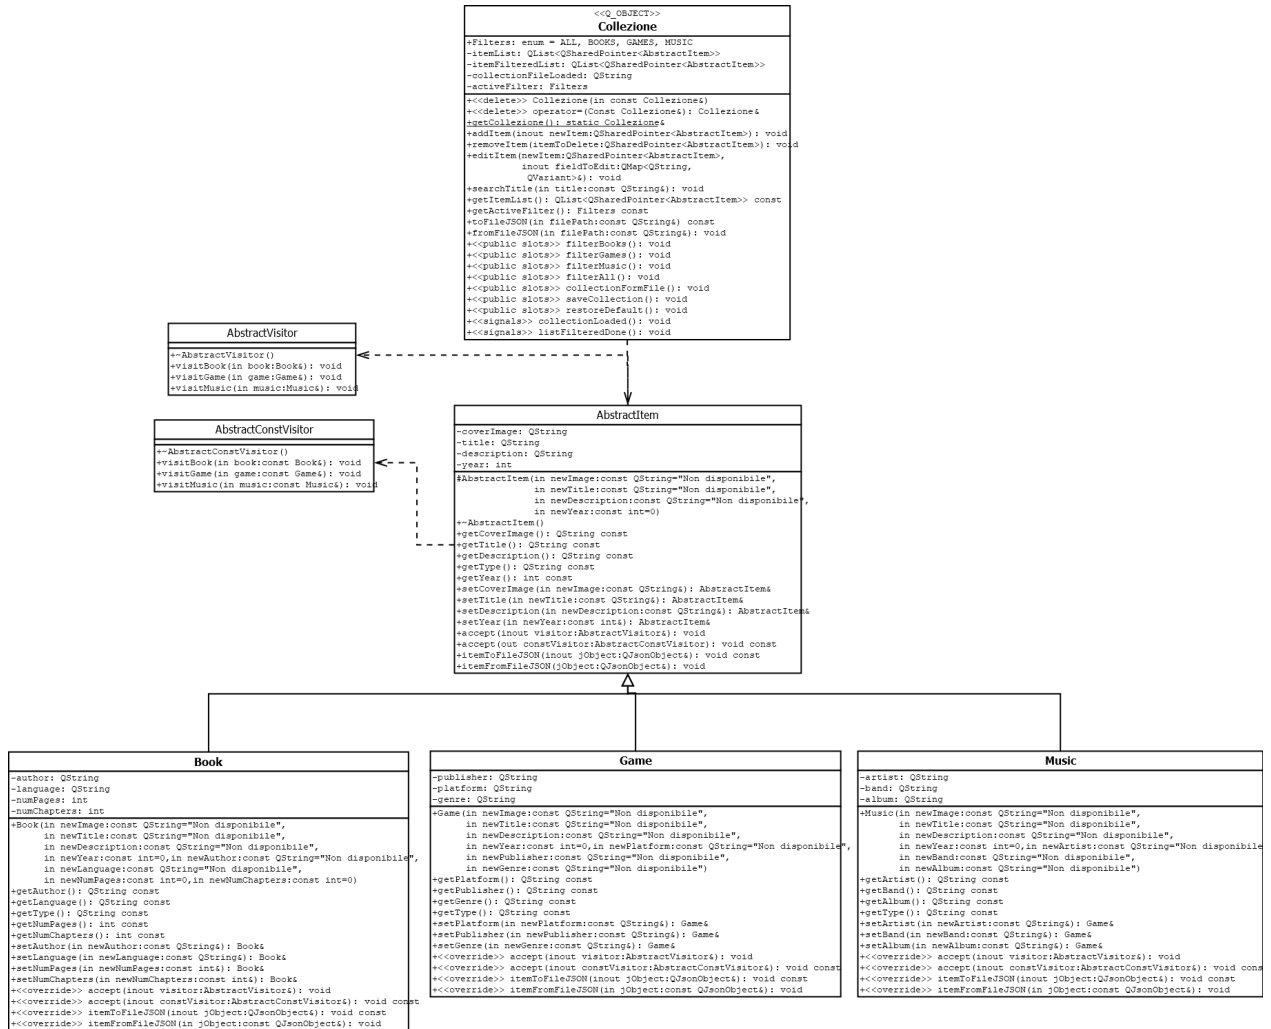 <<Q_OBJECT>>
Collezione
+Filters: enum = ALL, BOOKS, GAMES, MUSIC
-itemList: QList<QSharedPointer<AbstractItem>>
-itemFilteredList: QList<QSharedPointer<AbstractItem>>
-collectionFileLoaded: QString
-activeFilter: Filters
+<<delete>> Collezione(in const Collezione&)
+<<delete>> operator=(Const Collezione&): Collezione&
+getCollezione(): static Collezione&
+addItem(inout newItem:QSharedPointer<AbstractItem>): void
+removeItem(itemToDelete:QSharedPointer<AbstractItem>): void
+editItem(newItem:QSharedPointer<AbstractItem>,
inout fieldToEdit:QMap<QString,
QVariant>&): void
+searchTitle(in title:const QString&): void
+getItemList(): QList<QSharedPointer<AbstractItem>> const
+getActiveFilter(): Filters const
+toFileJSON(in filePath:const QString&) const
+fromFileJSON(in filePath:const QString&): void
+<<public slots>> filterBooks(): void
+<<public slots>> filterGames(): void
+<<public slots>> filterMusic(): void
+<<public slots>> filterAll(): void
+<<public slots>> collectionFormFile(): void
+<<public slots>> saveCollection(): void
+<<public slots>> restoreDefault(): void
+<<signals>> collectionLoaded(): void
+<<signals>> listFilteredDone(): void
AbstractVisitor
+~AbstractVisitor()
+visitBook(in book:Book&): void
+visitGame(in game:Game&): void
+visitMusic(in music:Music&): void
AbstractConstVisitor
+~AbstractConstVisitor()
+visitBook(in book:const Book&): void
+visitGame(in game:const Game&): void
+visitMusic(in music:const Music&): void
AbstractItem
-coverImage: QString
-title: QString
-description: QString
-year: int
#AbstractItem(in newImage:const QString="Non disponibile",
in newTitle:const QString="Non disponibile",
in newDescription:const QString="Non disponibile",
in newYear:const int=0)
+~AbstractItem()
+getCoverImage(): QString const
+getTitle(): QString const
+getDescription(): QString const
+getType(): QString const
+getYear(): int const
+setCoverImage(in newImage:const QString&): AbstractItem&
+setTitle(in newTitle:const QString&): AbstractItem&
+setDescription(in newDescription:const QString&): AbstractItem&
+setYear(in newYear:const int&): AbstractItem&
+accept(inout visitor:AbstractVisitor&): void
+accept(out constVisitor:AbstractConstVisitor): void const
+itemToFileJSON(inout jObject:QJsonObject&): void const
+itemFromFileJSON(jObject:QJsonObject&): void
Book
-author: QString
-language: QString
-numPages: int
-numChapters: int
+Book(in newImage:const QString="Non disponibile",
in newTitle:const QString="Non disponibile",
in newDescription:const QString="Non disponibile",
in newYear:const int=0,in newAuthor:const QString="Non disponibile",
in newLanguage:const QString="Non disponibile",
in newNumPages:const int=0,in newNumChapters:const int=0)
+getAuthor(): QString const
+getLanguage(): QString const
+getType(): QString const
+getNumPages(): int const
+getNumChapters(): int const
+setAuthor(in newAuthor:const QString&): Book&
+setLanguage(in newLanguage:const QString&): Book&
+setNumPages(in newNumPages:const int&): Book&
+setNumChapters(in newNumChapters:const int&): Book&
+<<override>> accept(inout visitor:AbstractVisitor&): void
+<<override>> accept(inout constVisitor:AbstractConstVisitor&): void const
+<<override>> itemToFileJSON(inout jObject:QJsonObject&): void const
+<<override>> itemFromFileJSON(in jObject:const QJsonObject&): void
Game
-publisher: QString
-platform: QString
-genre: QString
+Game(in newImage:const QString="Non disponibile",
in newTitle:const QString="Non disponibile",
in newDescription:const QString="Non disponibile",
in newYear:const int=0,in newPlatform:const QString="Non disponibile",
in newPublisher:const QString="Non disponibile",
in newGenre:const QString="Non disponibile")
+getPlatform(): QString const
+getPublisher(): QString const
+getGenre(): QString const
+getType(): QString const
+setPlatform(in newPlatform:const QString&): Game&
+setPublisher(in newPublisher:const QString&): Game&
+setGenre(in newGenre:const QString&): Game&
+<<override>> accept(inout visitor:AbstractVisitor&): void
+<<override>> accept(inout constVisitor:AbstractConstVisitor&): void const
+<<override>> itemToFileJSON(in jObject:QJsonObject&): void const
+<<override>> itemFromFileJSON(in jObject:const QJsonObject&): void
Music
-artist: QString
-band: QString
-album: QString
+Music(in newImage:const QString="Non disponibile",
in newTitle:const QString="Non disponibile",
in newDescription:const QString="Non disponibile",
in newYear:const int=0,in newArtist:const QString="Non disponibile
in newBand:const QString="Non disponibile",
in newAlbum:const QString="Non disponibile")
+getArtist(): QString const
+getBand(): QString const
+getAlbum(): QString const
+getType(): QString const
+setArtist(in newArtist:const QString&): Game&
+setBand(in newBand:const QString&): Game&
+setAlbum(in newAlbum:const QString&): Game&
+<<override>> accept(inout visitor:AbstractVisitor&): void
+<<override>> accept(inout constVisitor:AbstractConstVisitor&): void cons
+<<override>> itemToFileJSON(in jObject:QJsonObject&): void const
+<<override>> itemFromFileJSON(in jObject:const QJsonObject&): void